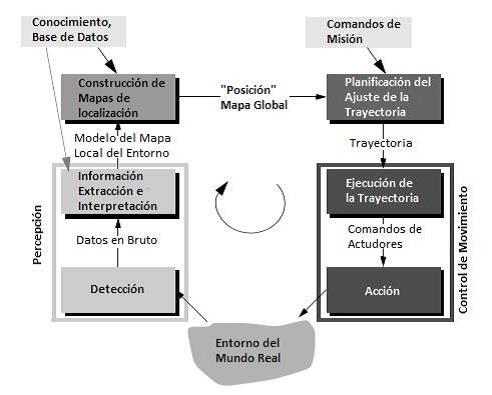 Conocimiento,
Base de Datos
Comandos de
Misión
Construcción de
Mapas de
localización
"Posición"
Mapa Global
Planificación del
Ajuste de la
Trayectoria
Modelo del Mapa
Local del Entorno
Trayectoria
Percepción
Información
Extracción e
Interpretación
Ejecución de
la Trayectoria
Control de Movimiento
Datos en Bruto
Comandos de
Actudores
Detección
Acción
Entorno del
Mundo Real